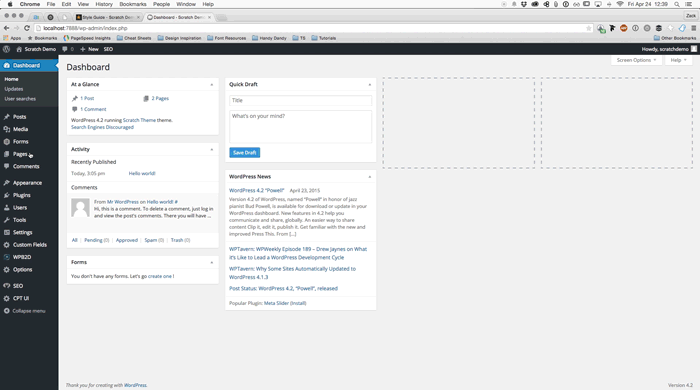 Chrome File Edit View History Bookmarks People Window Help
Fri Apr 24 12:39
Style Guide - Scratch Dem
Dashboard ‹ Scratch Demo
Zack
localhost:7888/wp-admin/index.php
Apps PageSpeed Insights Cheat Sheets Design Inspiration Form Resources Font Resources Handy Dandy TS Tutorials Other Bookmarks
Scratch Demo 0 + New SEO Howdy, scratchdemo
Screen Options Help
Dashboard
Home
Updates
User searches
Posts
Media
Forms
Pages
Comments
Appearance
Plugins
Users
Tools
Settings
Custom Fields
WPB2D
Options
SEO
CPT UI
Collapse menu
Dashboard
At a Glance
1 Post 2 Pages
1 Comment
WordPress 4.2 running Scratch Theme theme.
Search Engines Discouraged
Activity
Recently Published
Today, 3:05 pm Hello world!
Comments
From Mr WordPress on Hello world! #
Hi, this is a comment. To delete a comment, just log in
and view the post's comments. There you will have …
All | Pending (0) | Approved | Spam (0) | Trash (0)
Forms
You don't have any forms. Let's go create one !
Quick Draft
Title
What's on your mind?
Save Draft
WordPress News
WordPress 4.2 "Powell" April 23, 2015
Version 4.2 of WordPress, named "Powell" in honor of jazz
pianist Bud Powell, is available for download or update in your
WordPress dashboard. New features in 4.2 help you
communicate and share, globally. An easier way to share
content Clip it, edit it, publish it. Get familiar with the new and
improved Press This. From […]
WPTavern: WPWeekly Episode 189 – Drew Jaynes on What
it's Like to Lead a WordPress Development Cycle
WPTavern: Why Some Sites Automatically Updated to
WordPress 4.1.3
Post Status: WordPress 4.2, "Powell", released
Popular Plugin: Meta Slider (Install)
Thank you for creating with WordPress.
Version 4.2